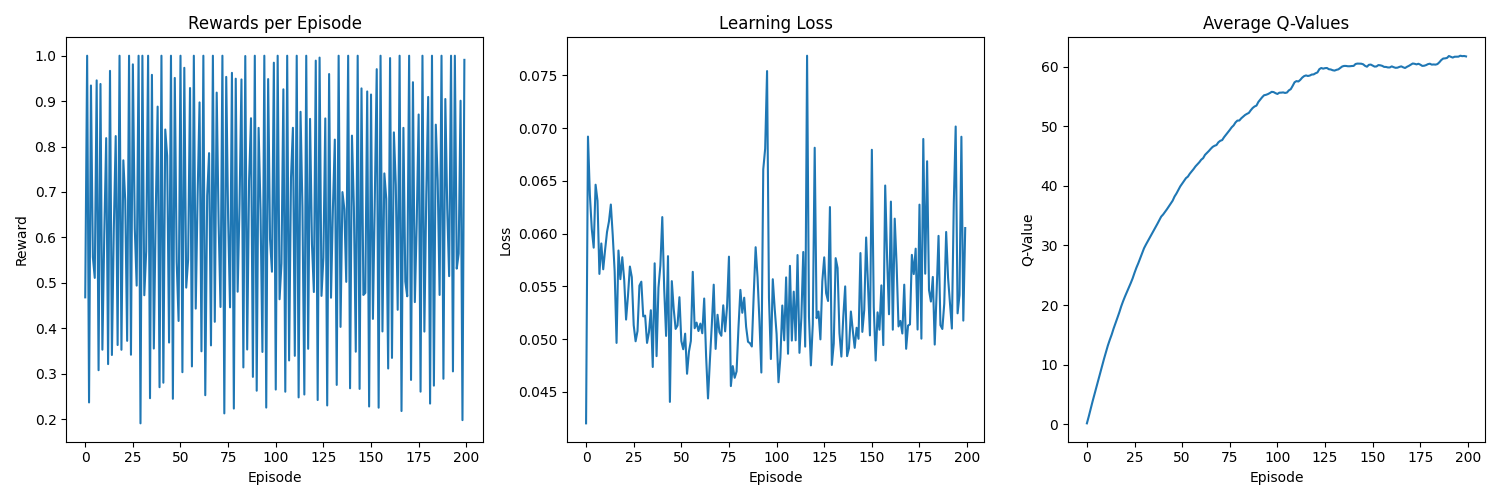 Rewards per Episode
Reward
1.0
0.9
0.8
0.7
0.6
0.5
0.4
0.3
0.2
0 25 50 75 100 125 150 175 200
Episode
Learning Loss
Loss
0.075
0.070
0.065
0.060
0.055
0.050
0.045
0 25 50 75 100 125 150 175 200
Episode
Average Q-Values
Q-Value
60
50
40
30
20
10
0
0 25 50 75 100 125 150 175 200
Episode